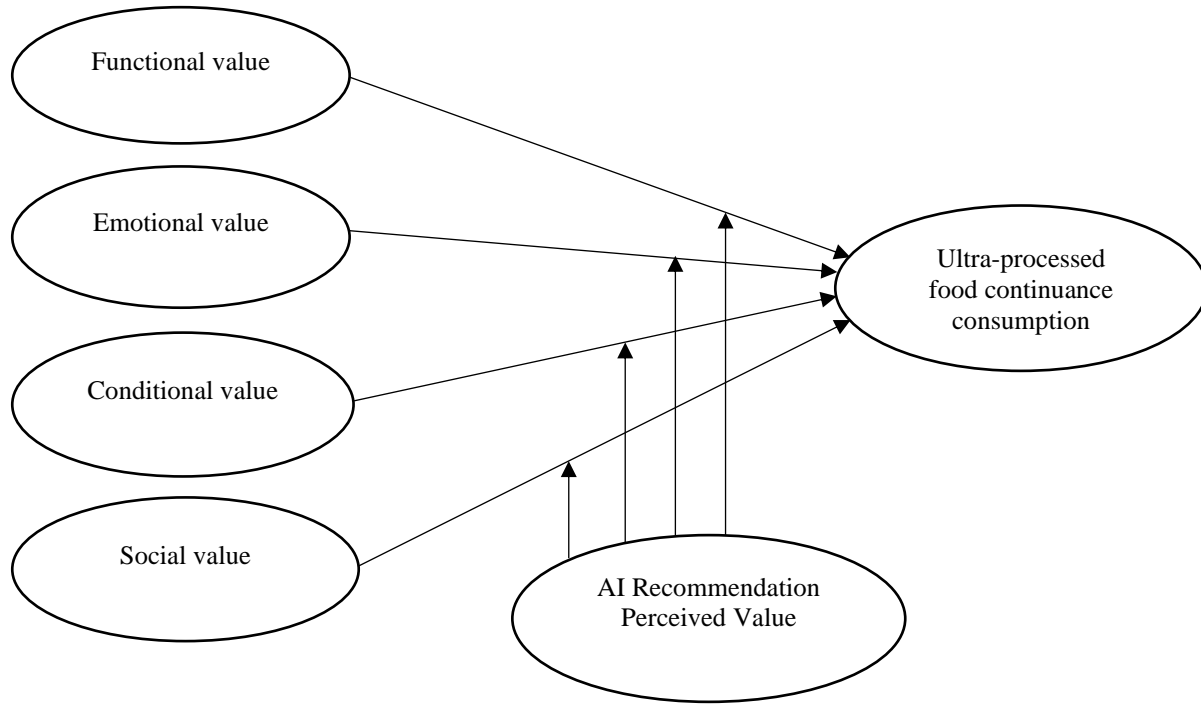 Functional value
Emotional value
Conditional value
Social value
Ultra-processed
food continuance
consumption
AI Recommendation
Perceived Value